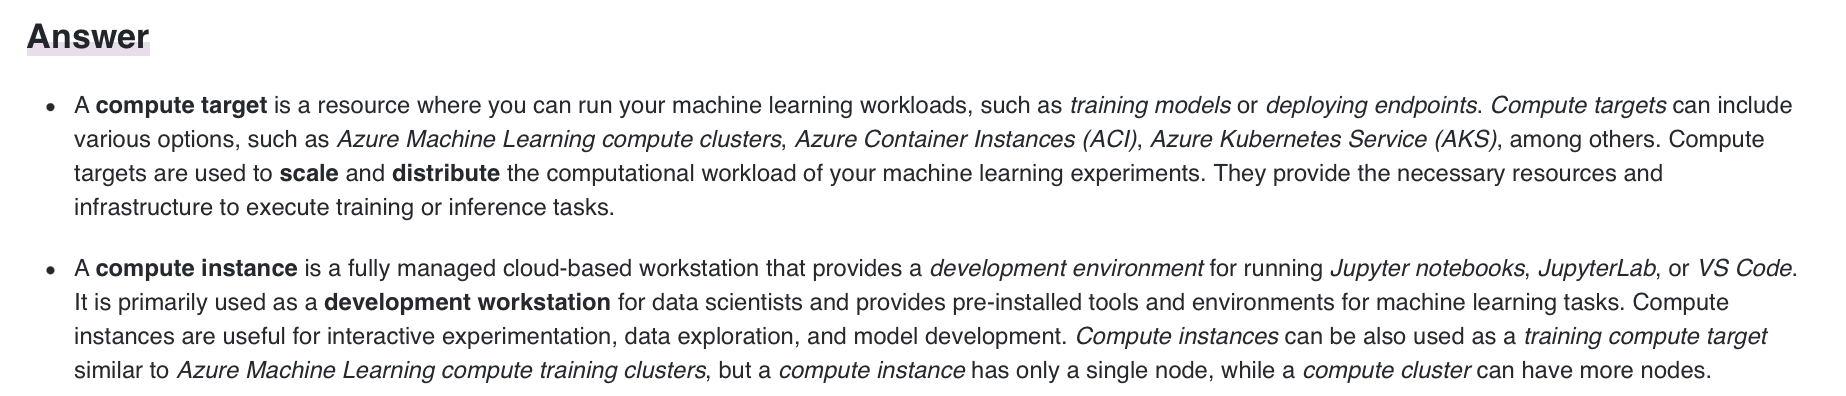 Answer
• A compute target is a resource where you can run your machine learning workloads, such as training models or deploying endpoints. Compute targets can include
various options, such as Azure Machine Learning compute clusters, Azure Container Instances (ACI), Azure Kubernetes Service (AKS), among others. Compute
targets are used to scale and distribute the computational workload of your machine learning experiments. They provide the necessary resources and
infrastructure to execute training or inference tasks.
• A compute instance is a fully managed cloud-based workstation that provides a development environment for running Jupyter notebooks, JupyterLab, or VS Code.
It is primarily used as a development workstation for data scientists and provides pre-installed tools and environments for machine learning tasks. Compute
instances are useful for interactive experimentation, data exploration, and model development. Compute instances can be also used as a training compute target
similar to Azure Machine Learning compute training clusters, but a compute instance has only a single node, while a compute cluster can have more nodes.